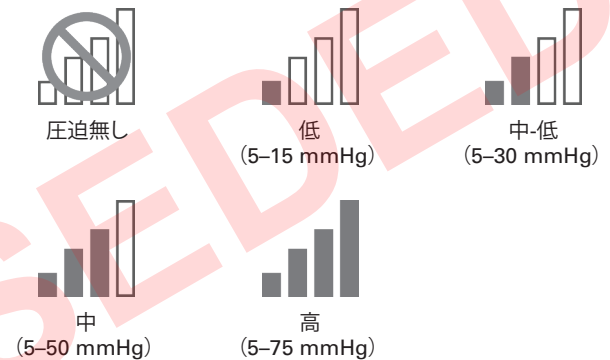 圧迫無し
低
(5–15 mmHg)
中-低
(5–30 mmHg)
中
(5–50 mmHg)
高
(5–75 mmHg)
SEDED